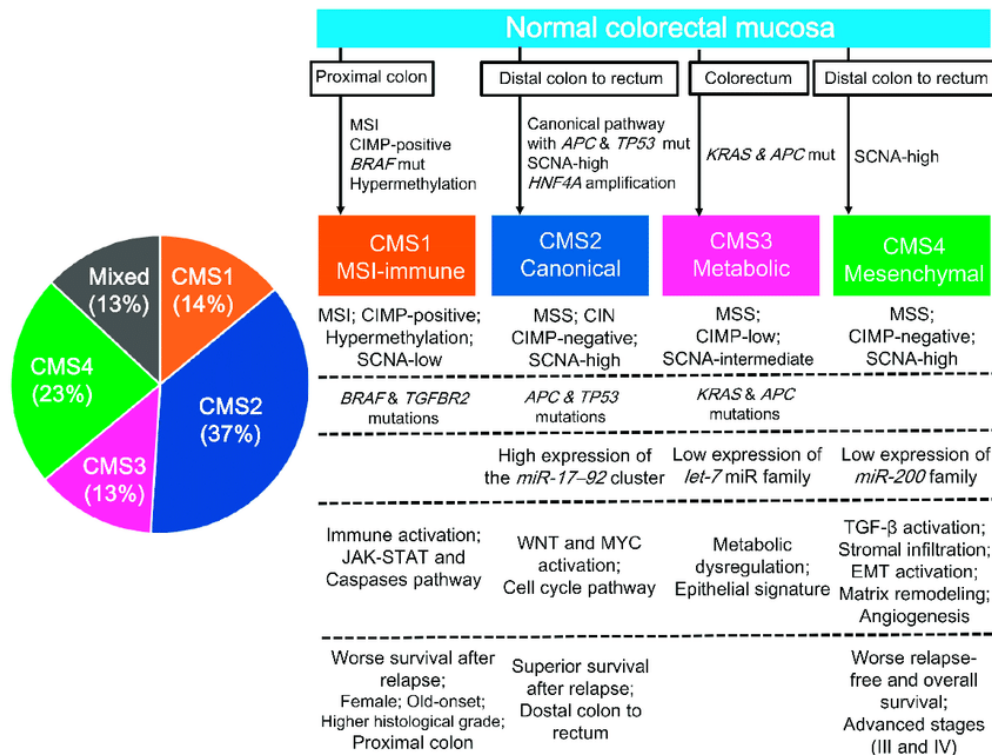 Normal colorectal mucosa
Proximal colon
Distal colon to rectum
Colorectum
Distal colon to rectum
MSI
CIMP-positive
BRAF mut
Hypermethylation
Canonical pathway
with APC & TP53 mut
SCNA-high
HNF4A amplification
KRAS & APC mut
SCNA-high
CMS1
MSI-immune
CMS2
Canonical
CMS3
Metabolic
CMS4
Mesenchymal
Mixed
(13%)
CMS1
(14%)
CMS2
(37%)
CMS3
(13%)
CMS4
(23%)
MSI; CIMP-positive;
Hypermethylation;
SCNA-low
MSS; CIN
CIMP-negative;
SCNA-high
MSS;
CIMP-low;
SCNA-intermediate
MSS;
CIMP-negative;
SCNA-high
BRAF & TGFBR2
mutations
APC & TP53
mutations
KRAS & APC
mutations
High expression of
the miR-17–92 cluster
Low expression of
let-7 miR family
Low expression of
miR-200 family
Immune activation;
JAK-STAT and
Caspases pathway
WNT and MYC
activation;
Cell cycle pathway
Metabolic
dysregulation;
Epithelial signature
TGF-β activation;
Stromal infiltration;
EMT activation;
Matrix remodeling;
Angiogenesis
Worse survival after
relapse;
Female; Old-onset;
Higher histological grade;
Proximal colon
Superior survival
after relapse;
Dostal colon to
rectum
Worse relapse-
free and overall
survival;
Advanced stages
(III and IV)